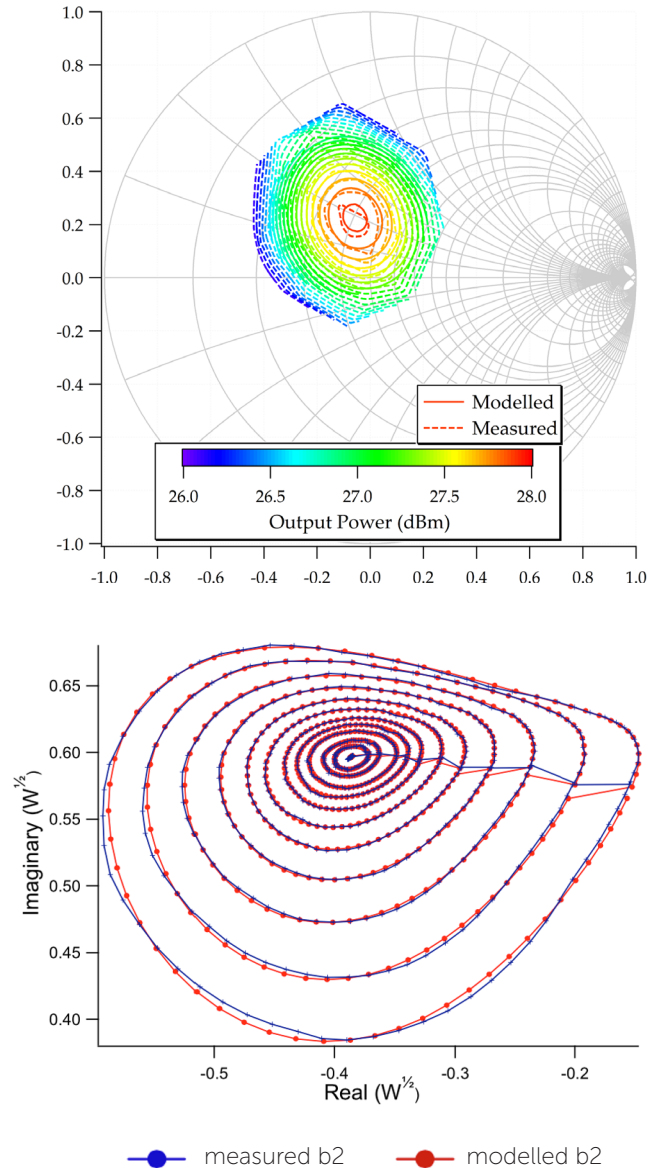 1.0
0.8
0.6
0.4
0.2
0.0
-0.2
-0.4
-0.6
-0.8
-1.0
Modelled
Measured
26.0 26.5 27.0 27.5 28.0
Output Power (dBm)
-1.0 -0.8 -0.6 -0.4 -0.2 0.0 0.2 0.4 0.6 0.8 1.0
0.65
0.60
0.55
0.50
0.45
0.40
Imaginary (W½)
-0.5 -0.4 -0.3 -0.2
Real (W½)
measured b2 modelled b2